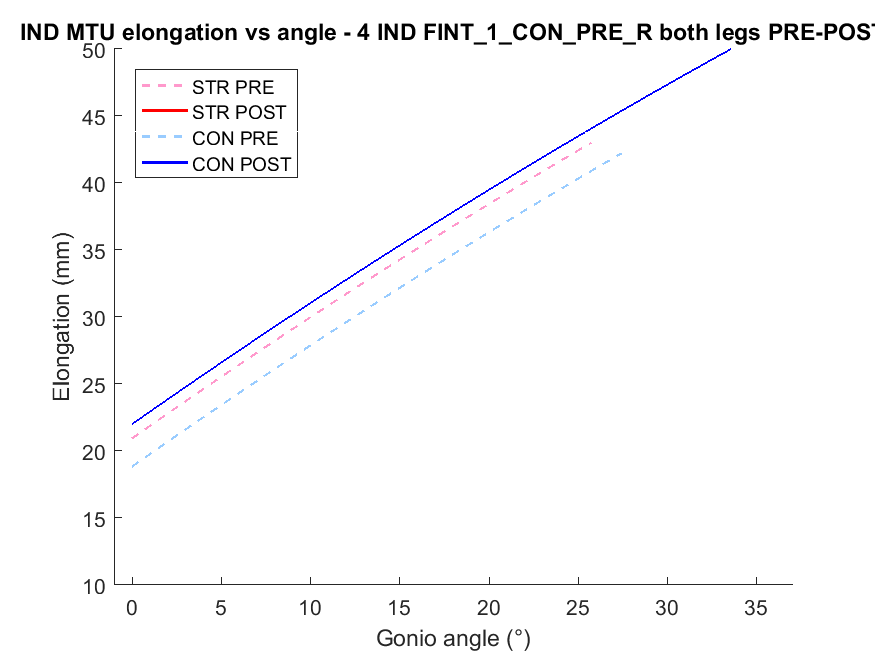 IND MTU elongation vs angle - 4 IND FINT_1_CON_PRE_R both legs PRE-POST
50
45
40
35
30
25
20
15
10
Elongation (mm)
STR PRE
STR POST
CON PRE
CON POST
0 5 10 15 20 25 30 35
Gonio angle (°)